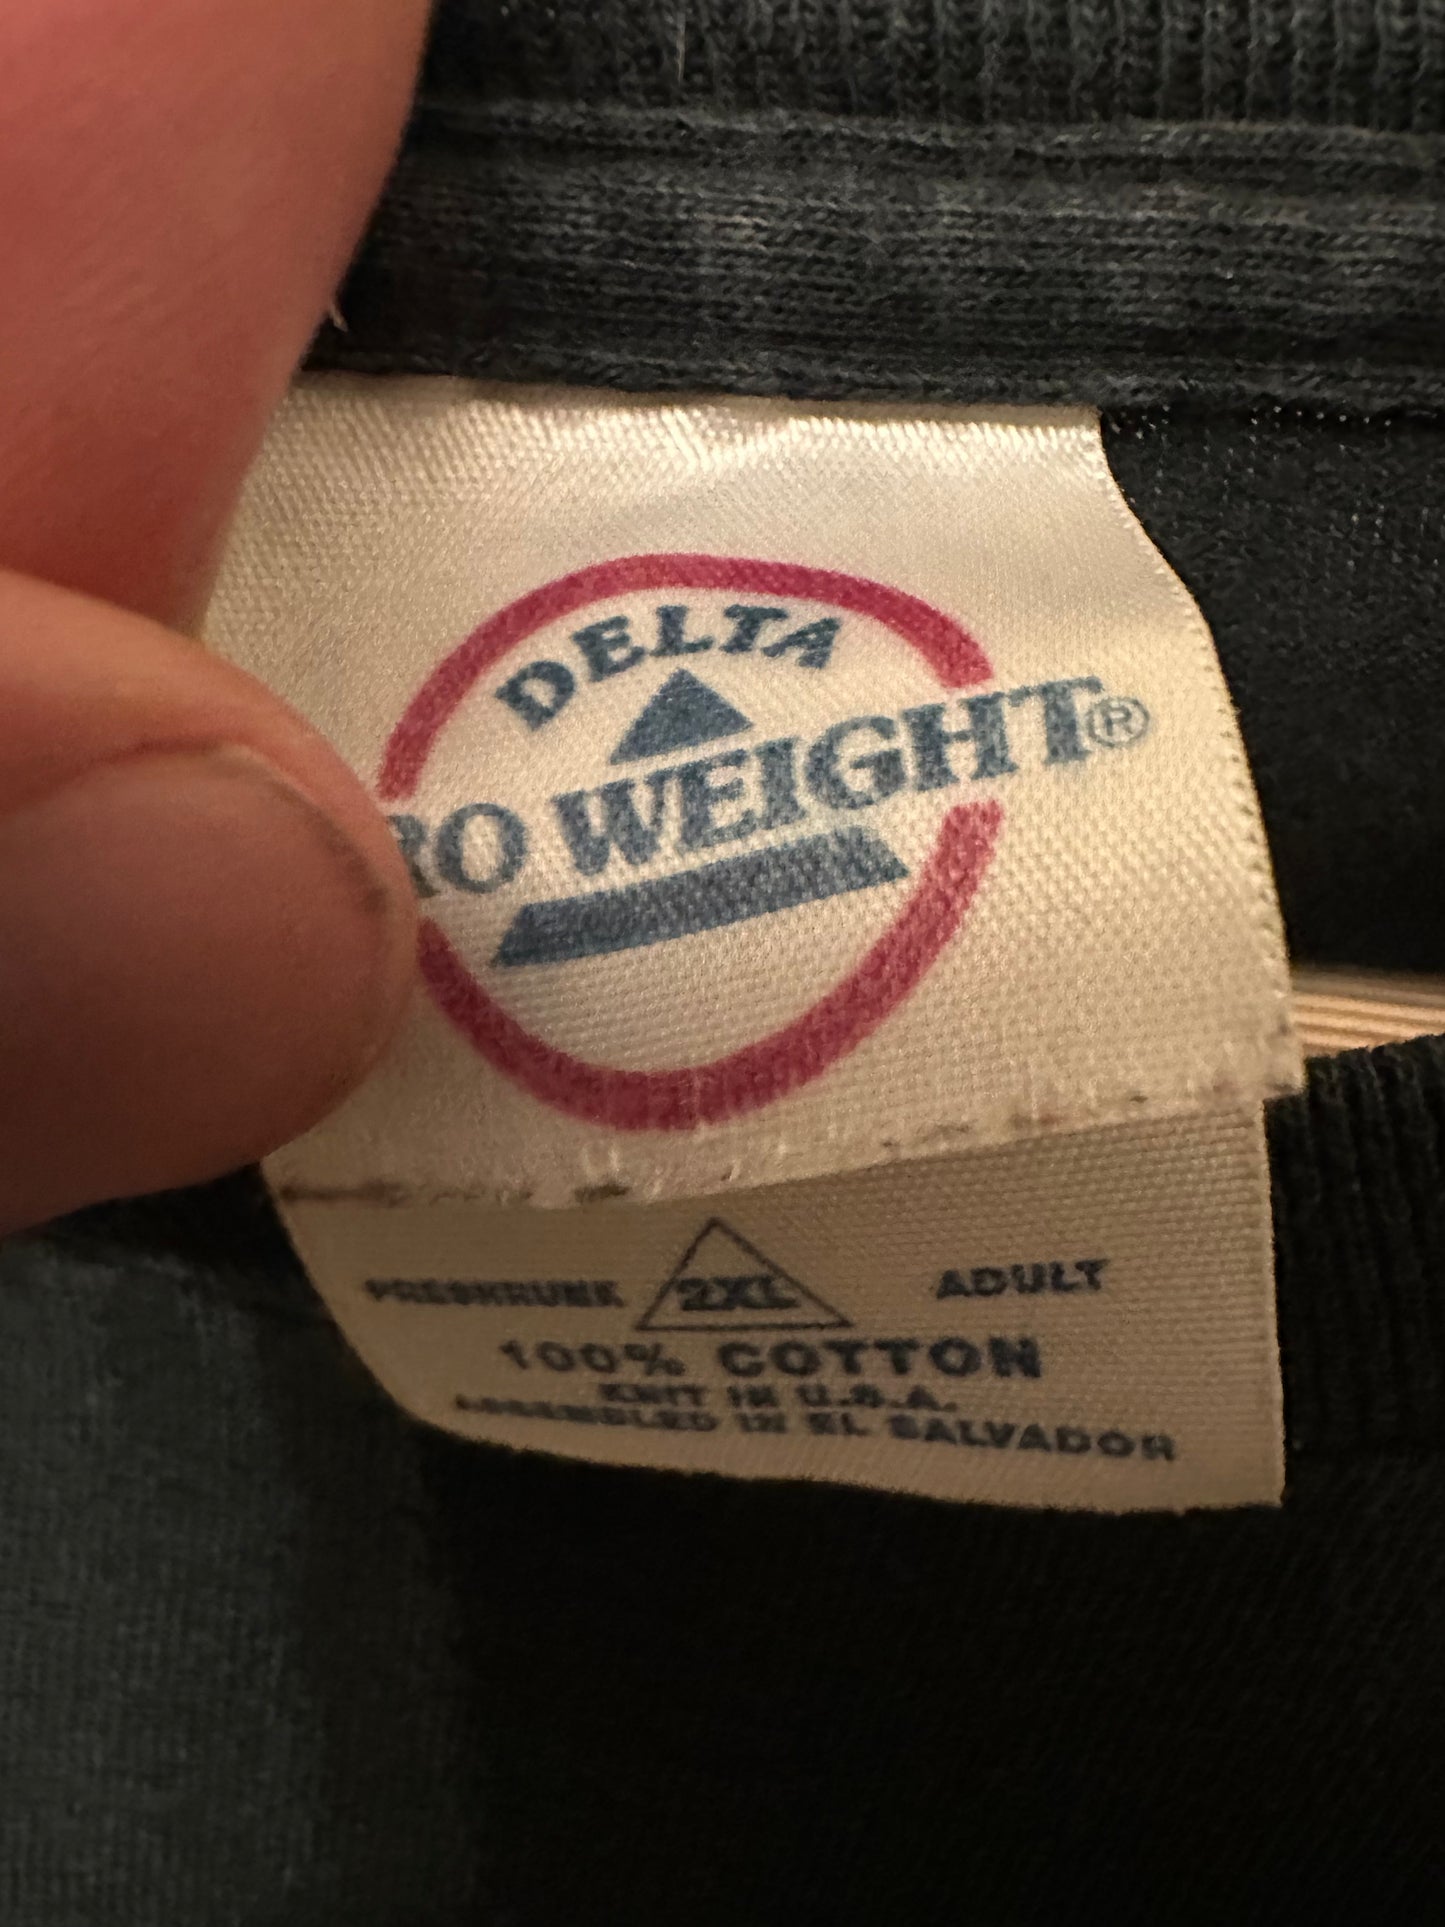 DELTA
RO WEIGHT®
PRESHRUNK 2XL ADULT
100% COTTON
KNIT IN U.S.A.
ASSEMBLED IN EL SALVADOR